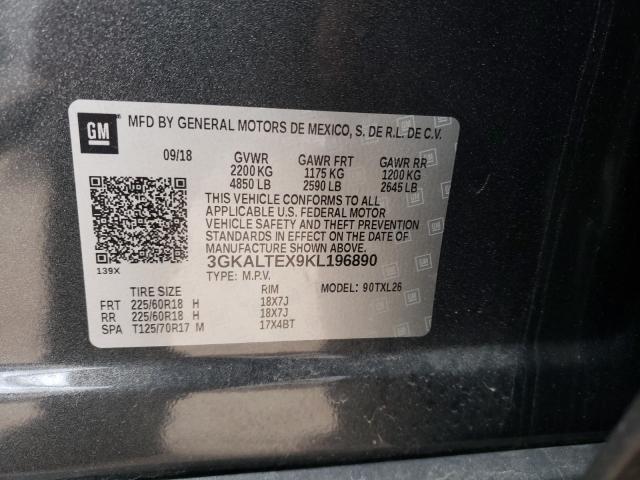 GM
MFD BY GENERAL MOTORS DE MEXICO, S. DE R.L. DE C.V.
09/18 GVWR GAWR FRT GAWR RR
2200 KG 1175 KG 1200 KG
4850 LB 2590 LB 2645 LB
THIS VEHICLE CONFORMS TO ALL
APPLICABLE U.S. FEDERAL MOTOR
VEHICLE SAFETY AND THEFT PREVENTION
STANDARDS IN EFFECT ON THE DATE OF
MANUFACTURE SHOWN ABOVE.
3GKALTEX9KL196890
139X TYPE: M.P.V. MODEL: 90TXL26
TIRE SIZE RIM
FRT 225/60R18 H 18X7J
RR 225/60R18 H 18X7J
SPA T125/70R17 M 17X4BT